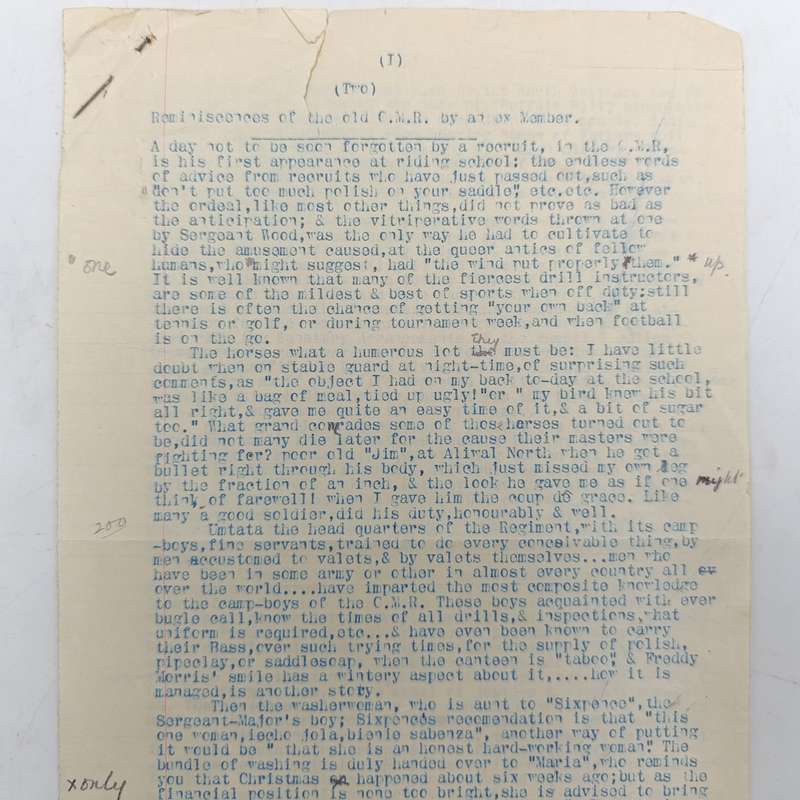 (I)
(Two)
Reminiscences of the old C.M.R. by an ex Member.
A day not to be soon forgotten by a recruit, in the C.M.R,
is his first appearance at riding school: the endless words
of advice from recruits who have just passed out,such as
"don't put too much polish on your saddle", etc.etc. However
the ordeal,like most other things,did not prove as bad as
the anticipation; & the vitriperative words thrown at one
by Sergeant Wood,was the only way he had to cultivate to
hide the amusement caused,at the queer antics of fellow
humans,who might suggest, had "the wind put properly them." * up.
* one
It is well known that many of the fiercest drill instructors,
are some of the mildest & best of sports when off duty:still
there is often the chance of getting "your own back" at
tennis or golf, or during tournament week,and when football
is on the go.
The horses what a humerous lot they must be: I have little
doubt when on stable guard at night-time,of surprising such
comments,as "the object I had on my back to-day at the school,
was like a bag of meal,tied up ugly!"or " my bird knew his bit
all right,& gave me quite an easy time of it,& a bit of sugar
too." What grand comrades some of those horses turned out to
be,did not many die later for the cause their masters were
fighting for? poor old "Jim",at Aliwal North when he got a
bullet right through his body, which just missed my own leg
by the fraction of an inch, & the look he gave me as if one might
think, of farewell! when I gave him the coup de grace. Like
many a good soldier,did his duty,honourably & well.
200
Umtata the head quarters of the Regiment,with its camp
-boys,fine servants,trained to do every conceivable thing,by
men accustomed to valets,& by valets themselves...men who
have been in some army or other in almost every country all ov
over the world....have imparted the most composite knowledge
to the camp-boys of the C.M.R. These boys acquainted with ever
bugle call,know the times of all drills,& inspections,what
uniform is required,etc...& have even been known to carry
their Bass,over such trying times,for the supply of polish,
pipeclay,or saddlesoap, when the canteen is "taboo", & Freddy
Morris' smile has a wintery aspect about it,.....how it is
managed,is another story.
Then the washerwoman, who is aunt to "Sixpence",the
Sergeant-Major's boy; Sixpences recomendation is that "this
one woman,iecho jola,bienie sabenza", another way of putting
it would be " that she is an honest hard-working woman". The
bundle of washing is duly handed over to "Maria",who reminds
you that Christmas happened about six weeks ago;but as the
x only
financial position is none too bright,she is advised to bring